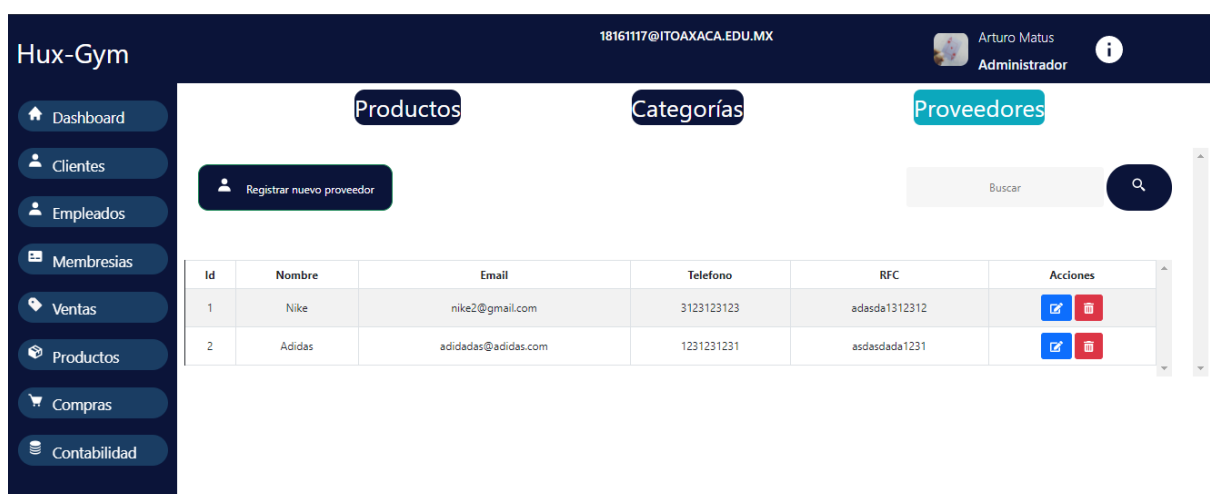 Hux-Gym
18161117@ITOAXACA.EDU.MX
Arturo Matus
Administrador
Dashboard
Clientes
Empleados
Membresias
Ventas
Productos
Compras
Contabilidad
Productos Categorías Proveedores
Registrar nuevo proveedor
Buscar
Id Nombre Email Telefono RFC Acciones
1 Nike nike2@gmail.com 3123123123 adasda1312312
2 Adidas adidadas@adidas.com 1231231231 asdasdada1231